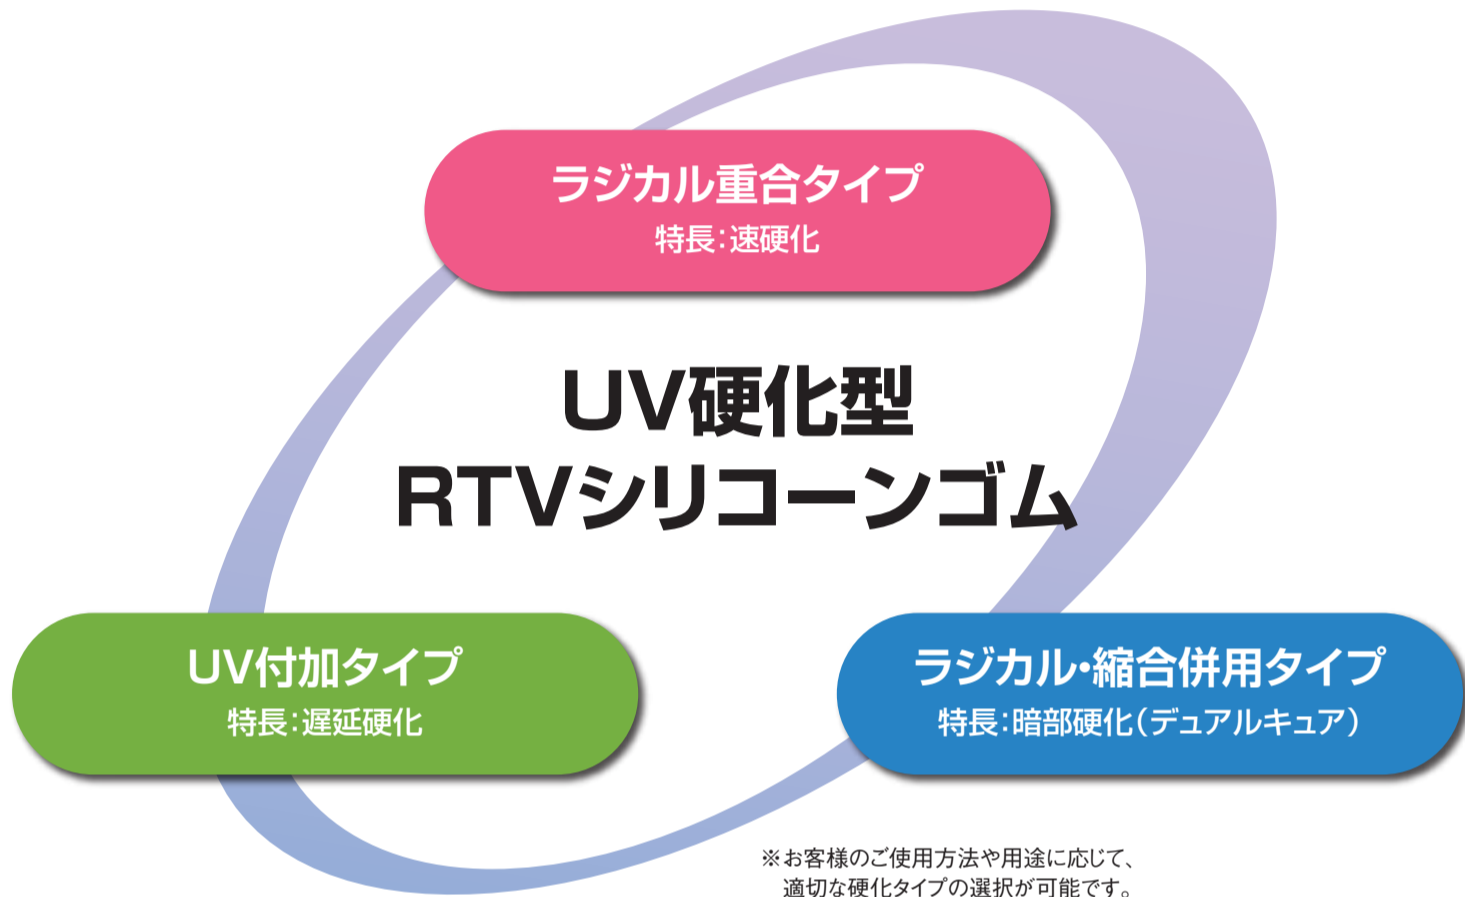 ラジカル重合タイプ
特長：速硬化
UV硬化型
RTVシリコーンゴム
UV付加タイプ
特長：遅延硬化
ラジカル・縮合併用タイプ
特長：暗部硬化（デュアルキュア）
※お客様のご使用方法や用途に応じて、
適切な硬化タイプの選択が可能です。